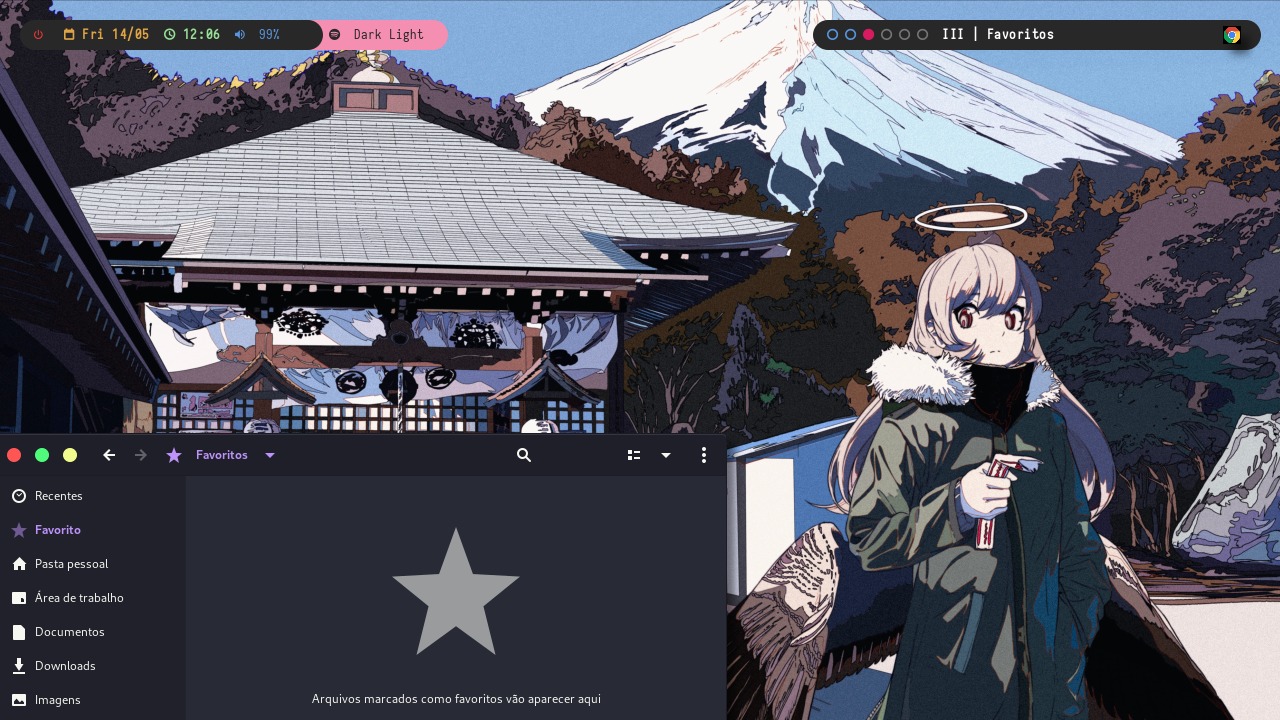 Fri 14/05 12:06 99% Dark Light
III | Favoritos
Favoritos
Recentes
Favorito
Pasta pessoal
Área de trabalho
Documentos
Downloads
Imagens
Arquivos marcados como favoritos vão aparecer aqui